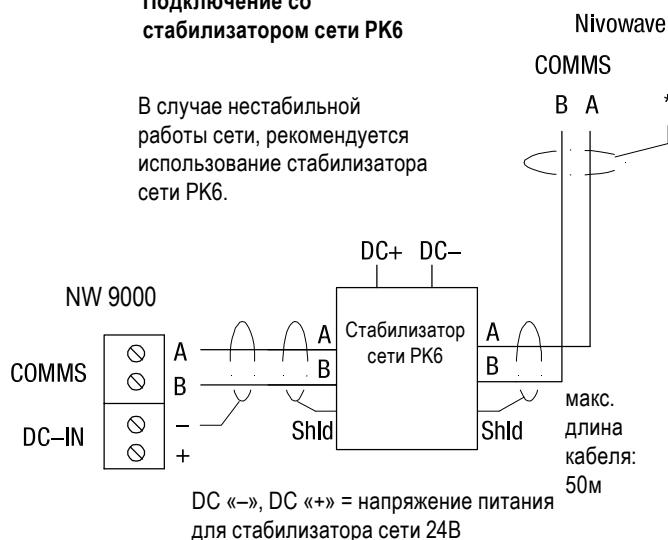 Подключение со
стабилизатором сети PK6
Nivowave
COMMS
B A *
В случае нестабильной
работы сети, рекомендуется
использование стабилизатора
сети PK6.
DC+ DC–
NW 9000
COMMS
A
B
DC–IN
–
+
A
B
Shld
Стабилизатор
сети PK6
A
B
Shld
макс.
длина
кабеля:
50м
DC «–», DC «+» = напряжение питания
для стабилизатора сети 24В